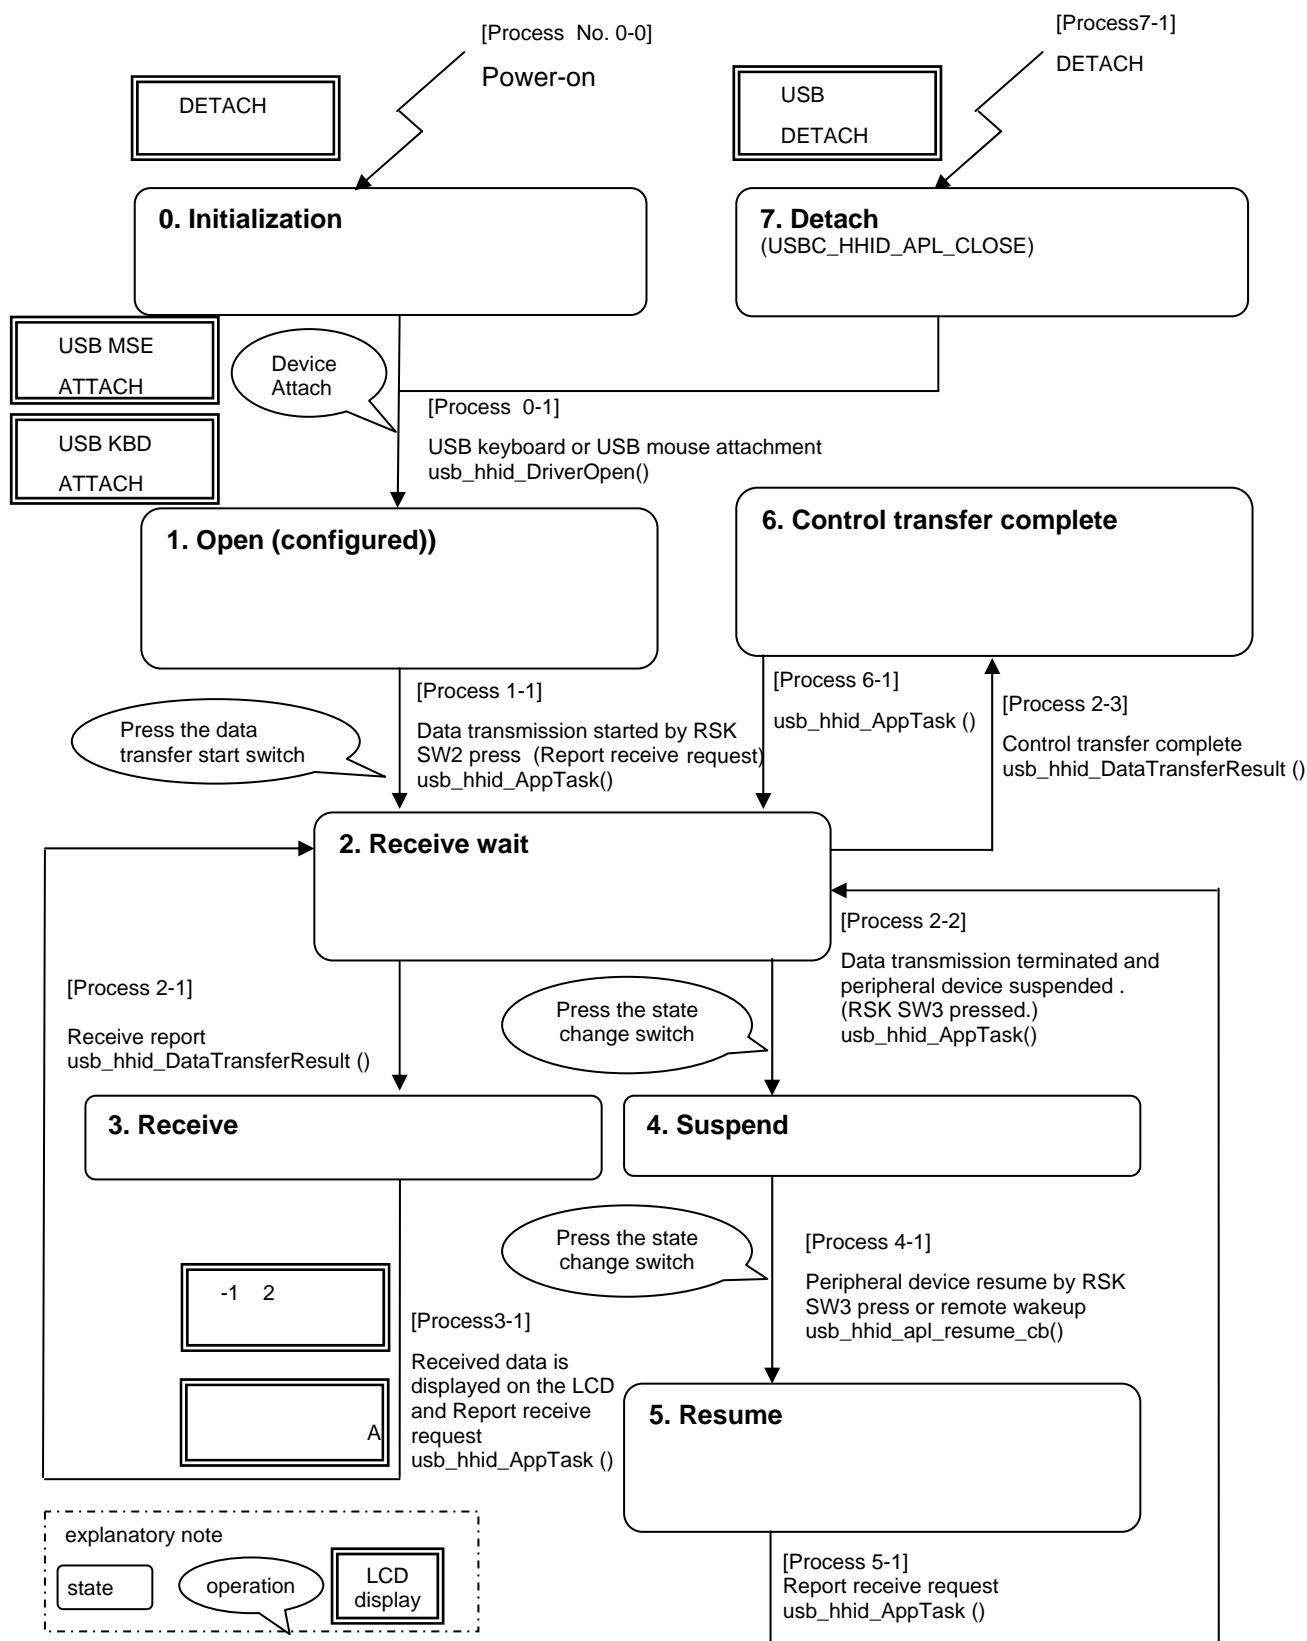 [Process  No. 0-0]
Power-on
DETACH
[Process7-1]
DETACH
USB
DETACH
0. Initialization
7. Detach
(USBC_HHID_APL_CLOSE)
USB MSE
ATTACH
USB KBD
ATTACH
Device
Attach
[Process  0-1]
USB keyboard or USB mouse attachment
usb_hhid_DriverOpen()
1. Open (configured))
6. Control transfer complete
[Process 1-1]
Data transmission started by RSK
SW2 press  (Report receive request)
usb_hhid_AppTask()
Press the data
transfer start switch
[Process 6-1]
usb_hhid_AppTask ()
[Process 2-3]
Control transfer complete
usb_hhid_DataTransferResult ()
2. Receive wait
[Process 2-1]
Receive report
usb_hhid_DataTransferResult ()
Press the state
change switch
[Process 2-2]
Data transmission terminated and
peripheral device suspended .
(RSK SW3 pressed.)
usb_hhid_AppTask()
3. Receive
4. Suspend
Press the state
change switch
[Process 4-1]
Peripheral device resume by RSK
SW3 press or remote wakeup
usb_hhid_apl_resume_cb()
-1    2
A
[Process3-1]
Received data is
displayed on the LCD
and Report receive
request
usb_hhid_AppTask ()
5. Resume
[Process 5-1]
Report receive request
usb_hhid_AppTask ()
explanatory note
state
operation
LCD
display